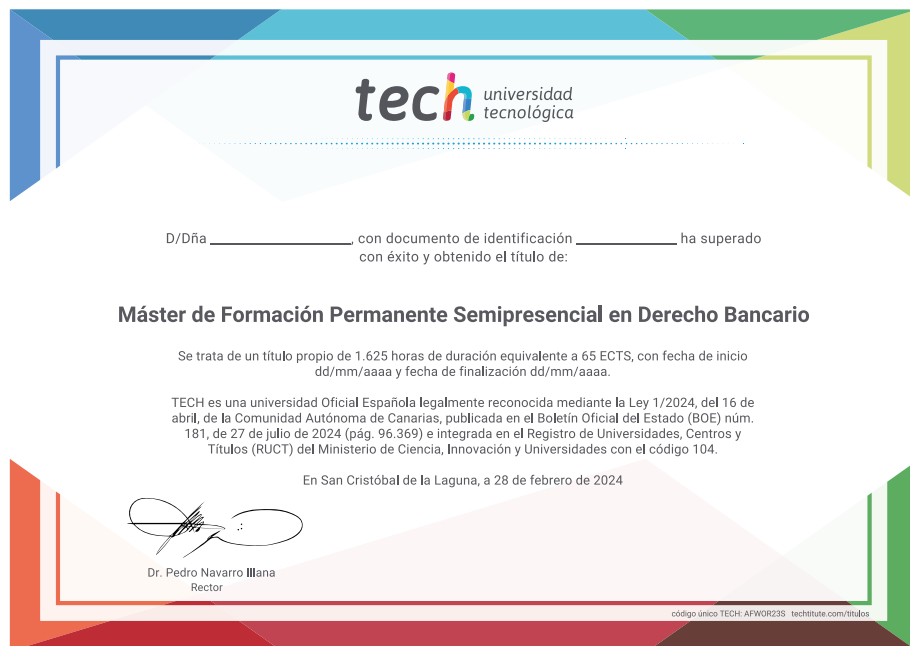 tech universidad
tecnológica
D/Dña ________________, con documento de identificación ____________ ha superado
con éxito y obtenido el título de:
Máster de Formación Permanente Semipresencial en Derecho Bancario
Se trata de un título propio de 1.625 horas de duración equivalente a 65 ECTS, con fecha de inicio
dd/mm/aaaa y fecha de finalización dd/mm/aaaa.
TECH es una universidad Oficial Española legalmente reconocida mediante la Ley 1/2024, del 16 de
abril, de la Comunidad Autónoma de Canarias, publicada en el Boletín Oficial del Estado (BOE) núm.
181, de 27 de julio de 2024 (pág. 96.369) e integrada en el Registro de Universidades, Centros y
Títulos (RUCT) del Ministerio de Ciencia, Innovación y Universidades con el código 104.
En San Cristóbal de la Laguna, a 28 de febrero de 2024
Dr. Pedro Navarro Illana
Rector
código único TECH: AFWOR23S techtitute.com/titulos